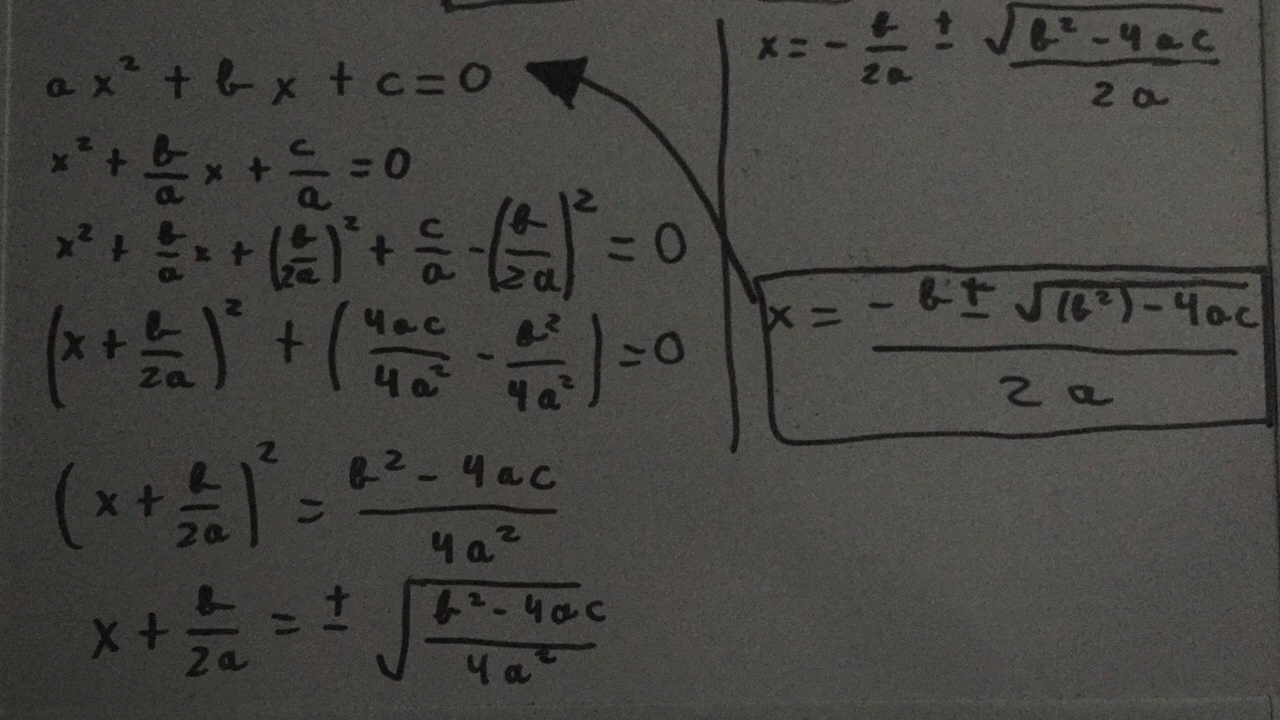 ax² + bx + c = 0
x² + b/a x + c/a = 0
x² + b/a x + (b/2a)² + c/a - (b/2a)² = 0
(x + b/2a)² + (4ac/4a² - b²/4a²) = 0
(x + b/2a)² = b² - 4ac / 4a²
x + b/2a = ± √(b² - 4ac / 4a²)
x = - b/2a ± √(b² - 4ac) / 2a
x = - b ± √((b²) - 4ac) / 2a